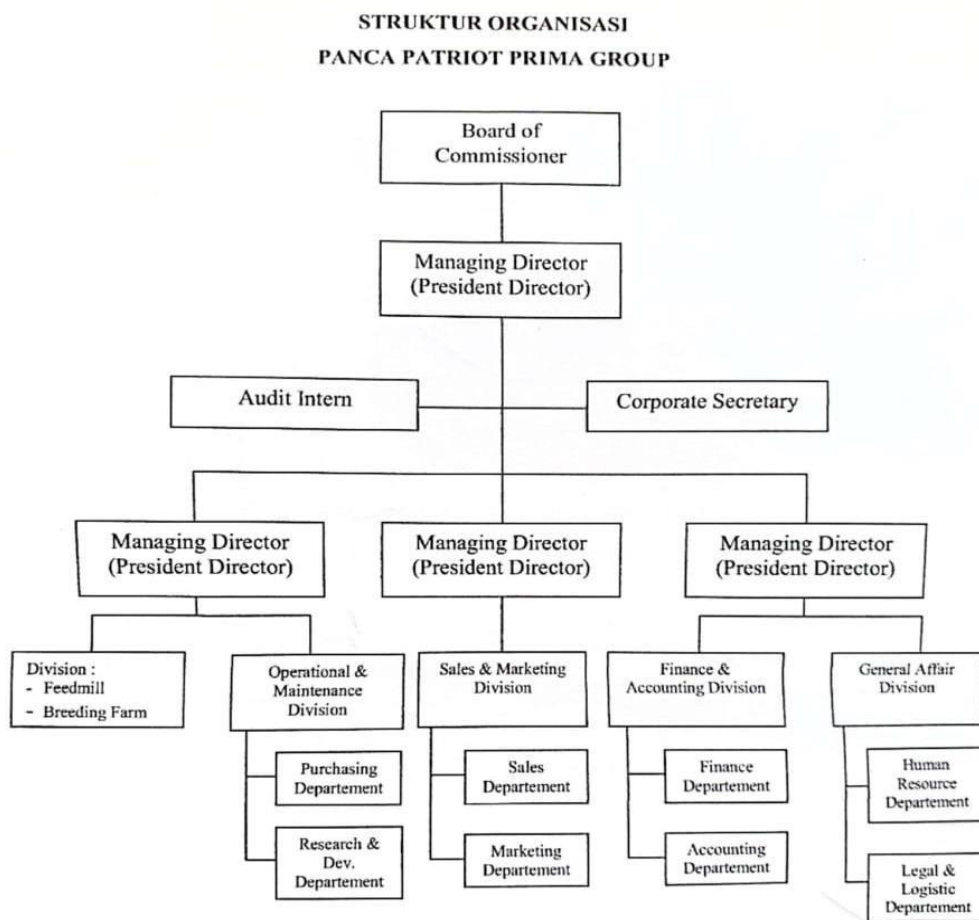 STRUKTUR ORGANISASI
PANCA PATRIOT PRIMA GROUP
Board of
Commissioner
Managing Director
(President Director)
Audit Intern
Corporate Secretary
Managing Director
(President Director)
Managing Director
(President Director)
Managing Director
(President Director)
Division :
- Feedmill
- Breeding Farm
Operational &
Maintenance
Division
Sales & Marketing
Division
Finance &
Accounting Division
General Affair
Division
Purchasing
Departement
Research &
Dev.
Departement
Sales
Departement
Marketing
Departement
Finance
Departement
Accounting
Departement
Human
Resource
Departement
Legal &
Logistic
Departement